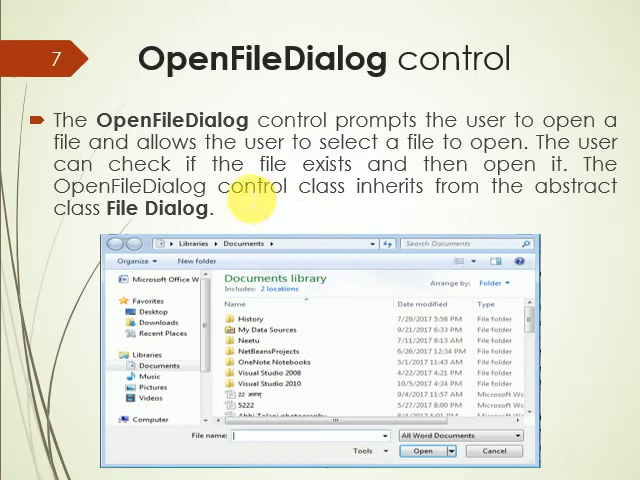 7
OpenFileDialog control
The OpenFileDialog control prompts the user to open a
file and allows the user to select a file to open. The user
can check if the file exists and then open it. The
OpenFileDialog control class inherits from the abstract
class File Dialog.
Libraries Documents Search Documents
Organize New folder
Microsoft Office W
Favorites
Desktop
Downloads
Recent Places
Libraries
Documents
Music
Pictures
Videos
Computer
Documents library
Includes: 2 locations
Arrange by: Folder
Name Date modified Type
History 7/29/2017 5:58 PM File folder
My Data Sources 9/21/2017 6:33 PM File folder
Neetu 7/11/2017 8:13 AM File folder
NetBeansProjects 6/26/2017 12:34 PM File folder
OneNote Notebooks 5/1/2017 11:43 AM File folder
Visual Studio 2008 4/22/2017 4:21 PM File folder
Visual Studio 2010 10/5/2017 4:34 PM File folder
9/4/2017 11:57 AM Microsoft Wo
5222 5/27/2017 8:00 PM Microsoft Wo
File name: All Word Documents
Tools Open Cancel